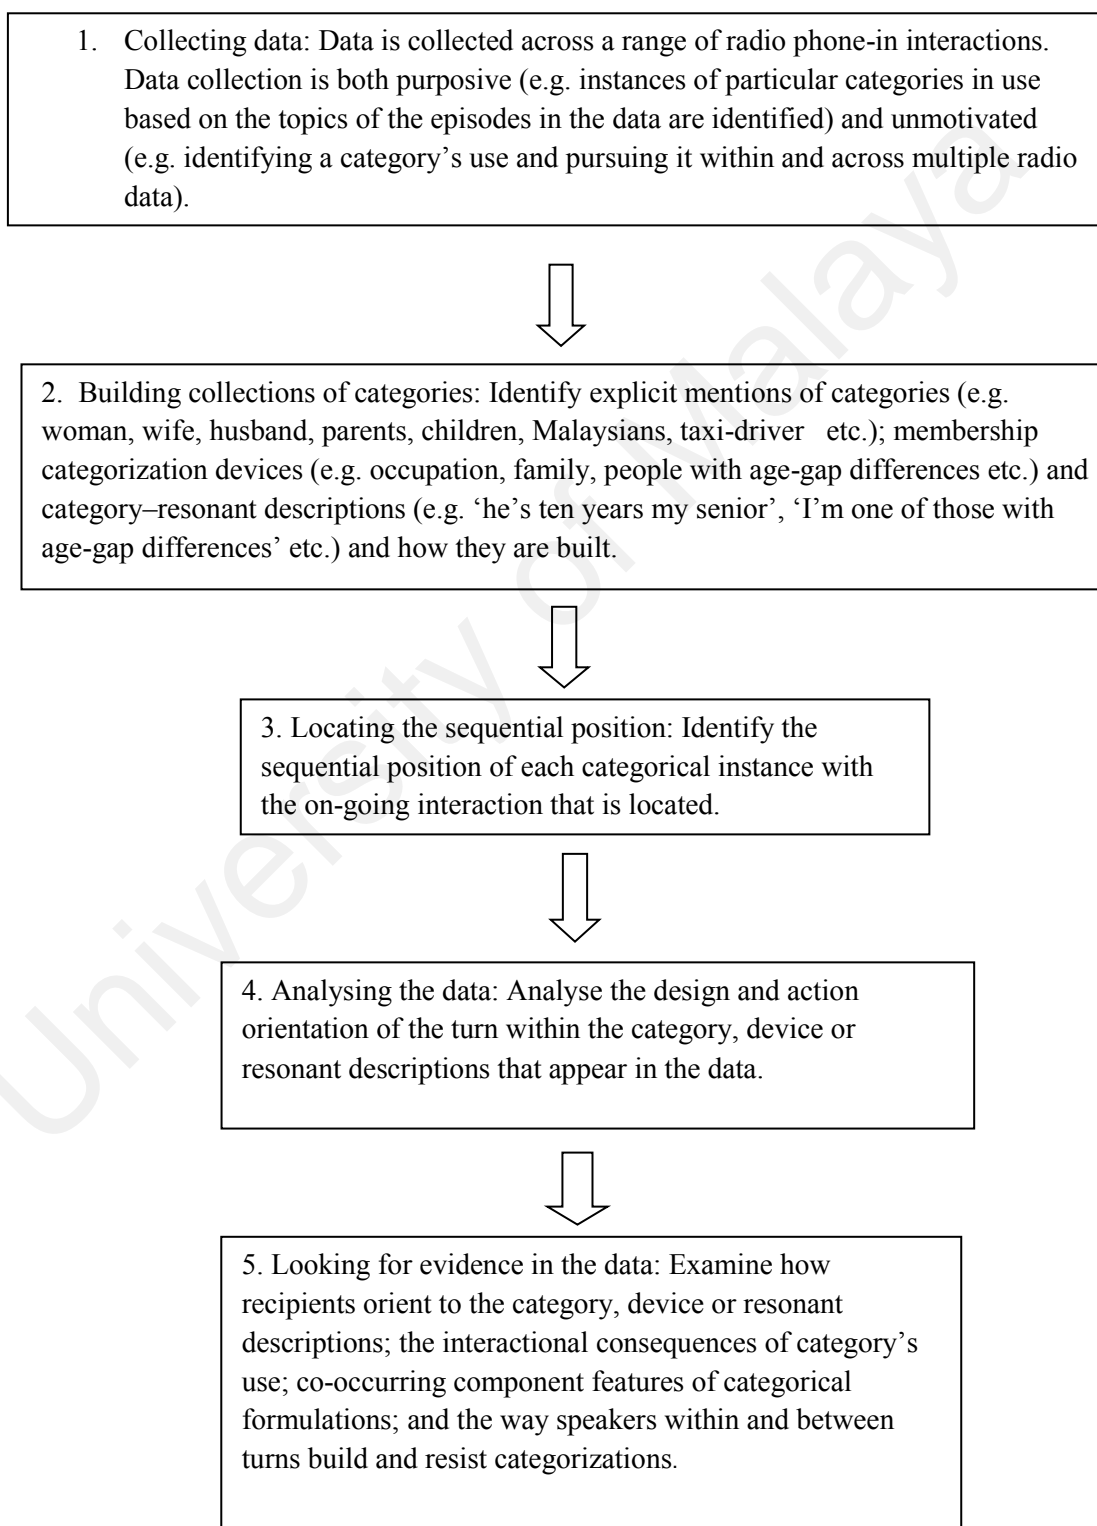 1. Collecting data: Data is collected across a range of radio phone-in interactions.
Data collection is both purposive (e.g. instances of particular categories in use
based on the topics of the episodes in the data are identified) and unmotivated
(e.g. identifying a category’s use and pursuing it within and across multiple radio
data).
2. Building collections of categories: Identify explicit mentions of categories (e.g.
woman, wife, husband, parents, children, Malaysians, taxi-driver etc.); membership
categorization devices (e.g. occupation, family, people with age-gap differences etc.) and
category–resonant descriptions (e.g. ‘he’s ten years my senior’, ‘I’m one of those with
age-gap differences’ etc.) and how they are built.
3. Locating the sequential position: Identify the
sequential position of each categorical instance with
the on-going interaction that is located.
4. Analysing the data: Analyse the design and action
orientation of the turn within the category, device or
resonant descriptions that appear in the data.
5. Looking for evidence in the data: Examine how
recipients orient to the category, device or resonant
descriptions; the interactional consequences of category’s
use; co-occurring component features of categorical
formulations; and the way speakers within and between
turns build and resist categorizations.
University of Malaya